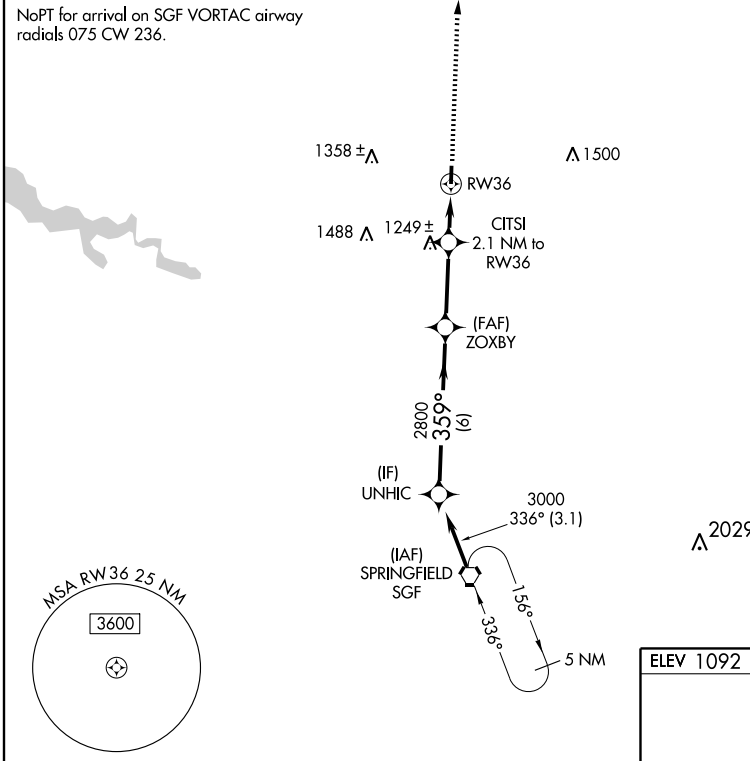 NoPT for arrival on SGF VORTAC airway
radials 075 CW 236.
1358 ±
1500
RW36
1488
1249 ±
CITSI
2.1 NM to
RW36
(FAF)
ZOXBY
2800
359°
(6)
(IF)
UNHIC
3000
336° (3.1)
2029
(IAF)
SPRINGFIELD
SGF
156°
336°
5 NM
MSA RW36 25 NM
3600
ELEV 1092